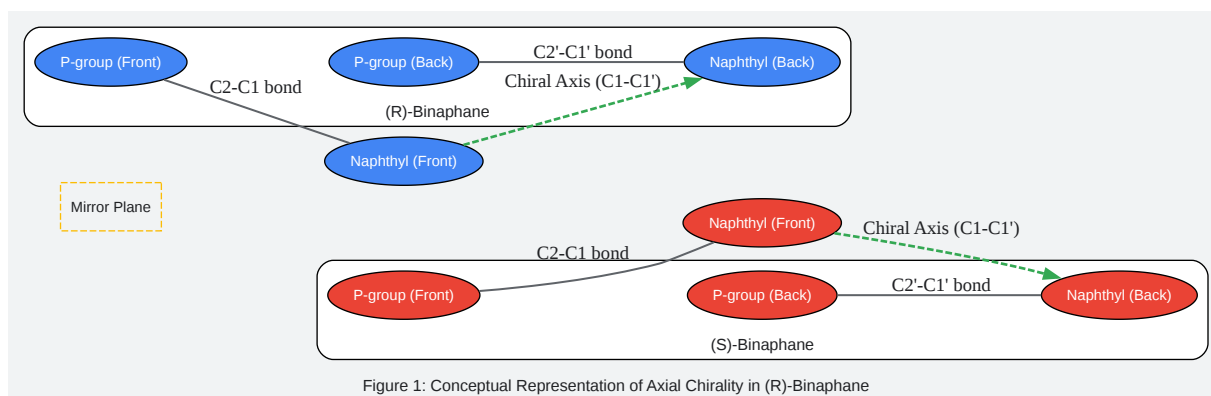 P-group (Front)
P-group (Back)
C2'-C1' bond
Naphthyl (Back)
C2-C1 bond
Chiral Axis (C1-C1')
(R)-Binaphane
Naphthyl (Front)
Mirror Plane
Naphthyl (Front)
Chiral Axis (C1-C1')
C2-C1 bond
P-group (Front)
P-group (Back)
C2'-C1' bond
Naphthyl (Back)
(S)-Binaphane
Figure 1: Conceptual Representation of Axial Chirality in (R)-Binaphane